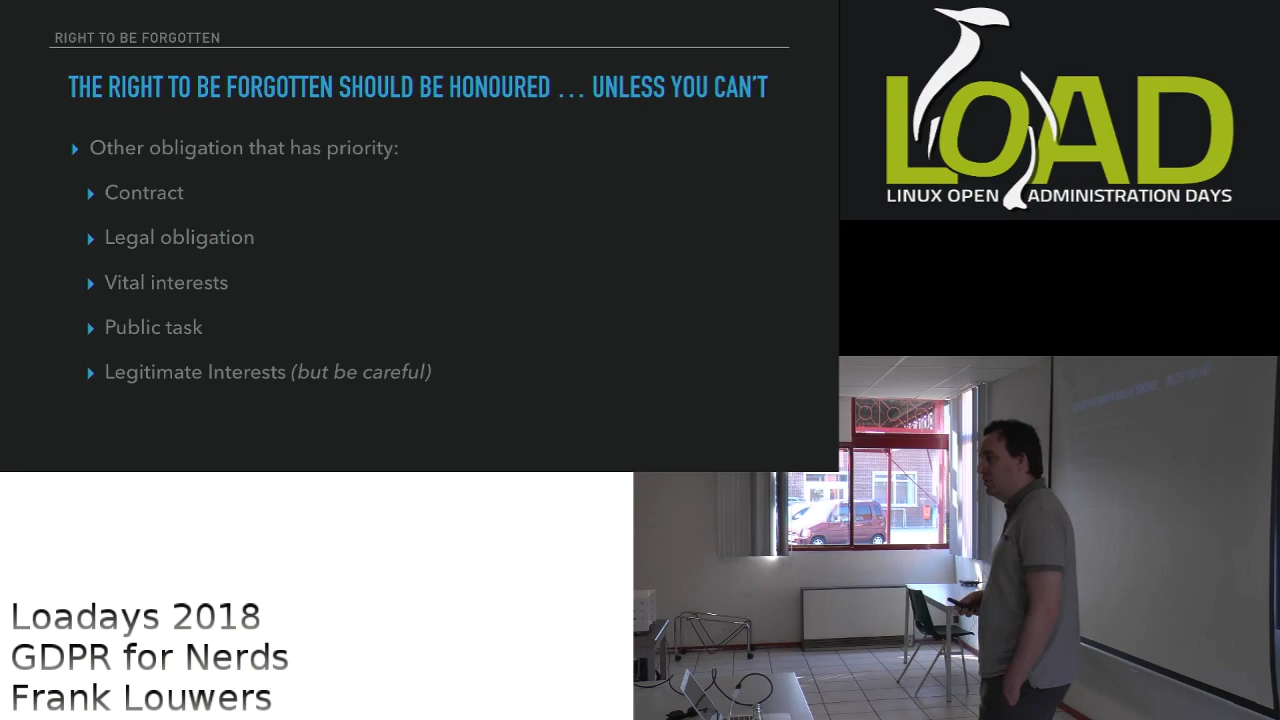 RIGHT TO BE FORGOTTEN
THE RIGHT TO BE FORGOTTEN SHOULD BE HONOURED ... UNLESS YOU CAN'T
Other obligation that has priority:
Contract
Legal obligation
Vital interests
Public task
Legitimate Interests (but be careful)
LOAD
LINUX OPEN ADMINISTRATION DAYS
Loadays 2018
GDPR for Nerds
Frank Louwers